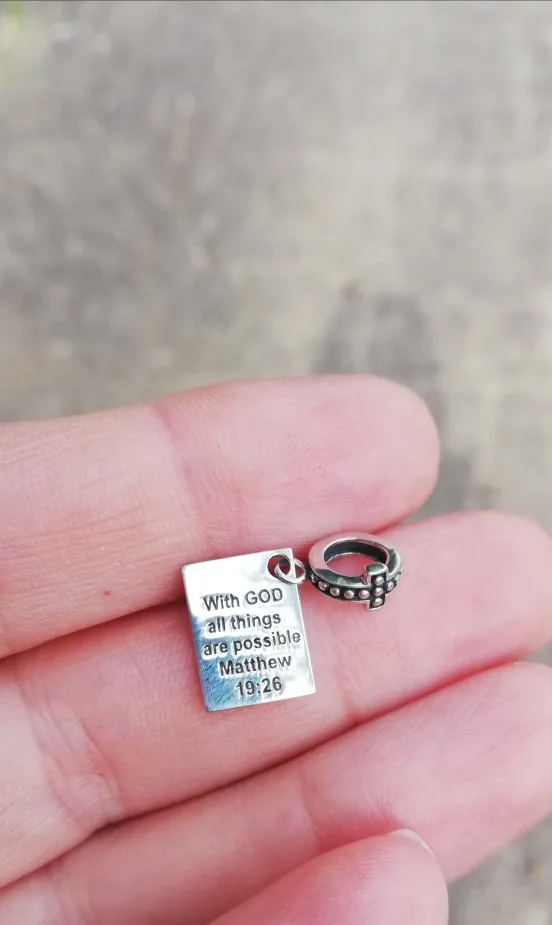 With GOD
all things
are possible
Matthew
19:26